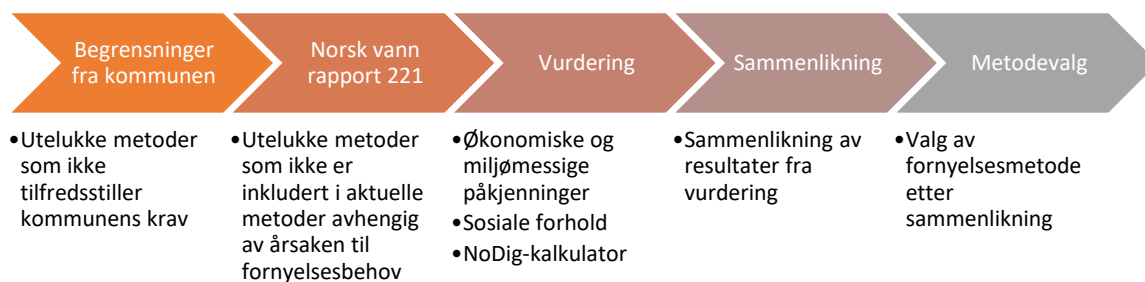 Begrensninger
fra kommunen
Norsk vann
rapport 221
Vurdering
Sammenlikning
Metodevalg
•Utelukke metoder
som ikke
tilfredsstiller
kommunens krav
•Utelukke metoder
som ikke er
inkludert i aktuelle
metoder avhengig
av årsaken til
fornyelsesbehov
•Økonomiske og
miljømessige
påkjenninger
•Sosiale forhold
•NoDig-kalkulator
•Sammenlikning av
resultater fra
vurdering
•Valg av
fornyelsesmetode
etter
sammenlikning